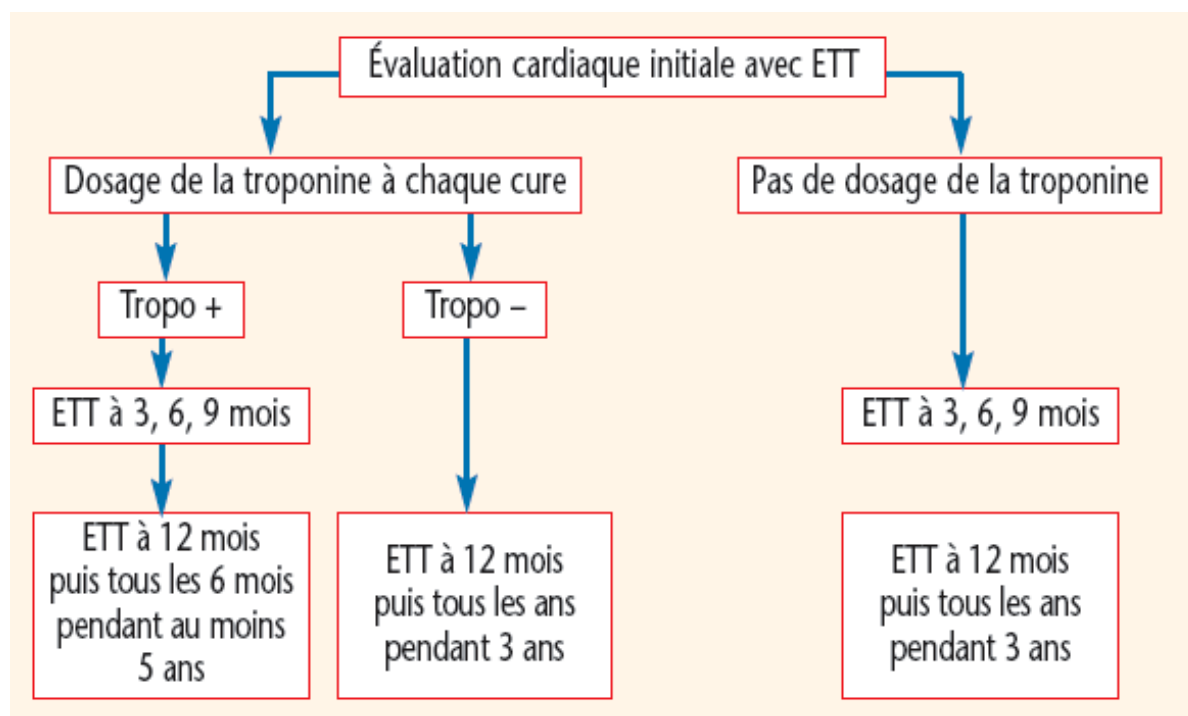 Évaluation cardiaque initiale avec ETT
Dosage de la troponine à chaque cure
Pas de dosage de la troponine
Tropo +
Tropo –
ETT à 3, 6, 9 mois
ETT à 3, 6, 9 mois
ETT à 12 mois
puis tous les 6 mois
pendant au moins
5 ans
ETT à 12 mois
puis tous les ans
pendant 3 ans
ETT à 12 mois
puis tous les ans
pendant 3 ans